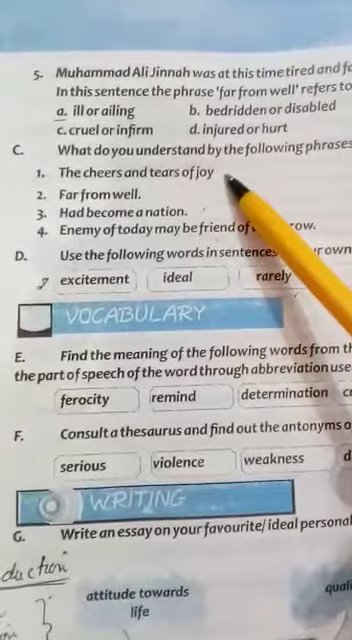 5. Muhammad Ali Jinnah was at this time tired and
In this sentence the phrase 'far from well' refers to
a. ill or ailing b. bedridden or disabled
c. cruel or infirm d. injured or hurt
C. What do you understand by the following phrases
1. The cheers and tears of joy
2. Far from well.
3. Had become a nation.
4. Enemy of today may be friend of
D. Use the following words in sentences own
excitement ideal rarely
VOCABULARY
E. Find the meaning of the following words from
the part of speech of the word through abbreviation use
ferocity remind determination
F. Consult a thesaurus and find out the antonyms
serious violence weakness
WRITING
G. Write an essay on your favourite/ideal
duction
attitude towards
life